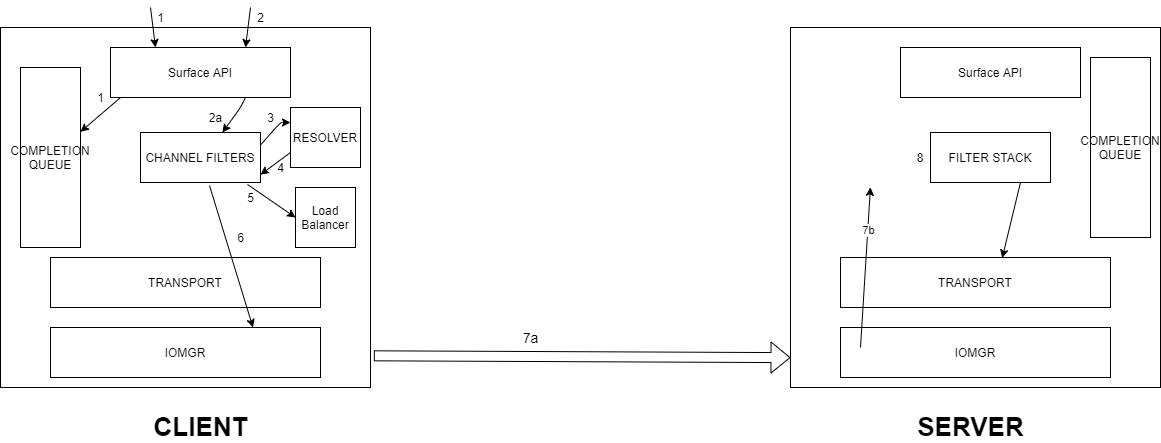 1
2
Surface API
1
2a
3
COMPLETION
QUEUE
CHANNEL FILTERS
RESOLVER
4
5
Load
Balancer
6
TRANSPORT
IOMGR
CLIENT
7a
Surface API
COMPLETION
QUEUE
8
FILTER STACK
7b
TRANSPORT
IOMGR
SERVER